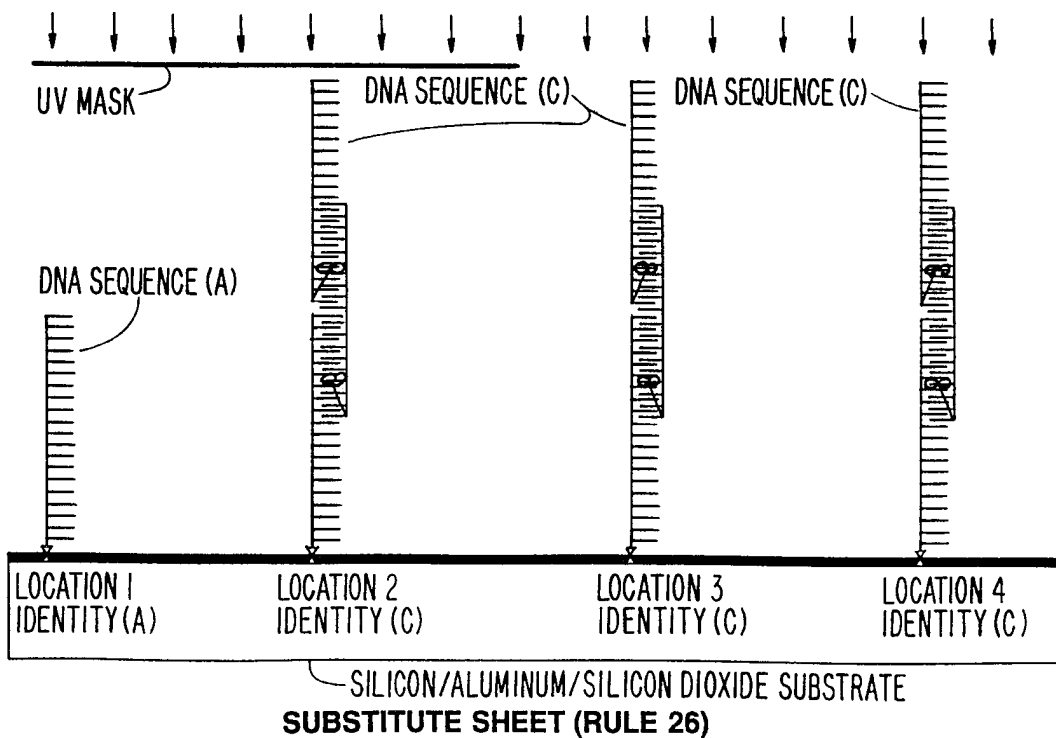 UV MASK
DNA SEQUENCE (C)
DNA SEQUENCE (C)
DNA SEQUENCE (A)
LOCATION 1
IDENTITY (A)
LOCATION 2
IDENTITY (C)
LOCATION 3
IDENTITY (C)
LOCATION 4
IDENTITY (C)
SILICON/ALUMINUM/SILICON DIOXIDE SUBSTRATE
SUBSTITUTE SHEET (RULE 26)